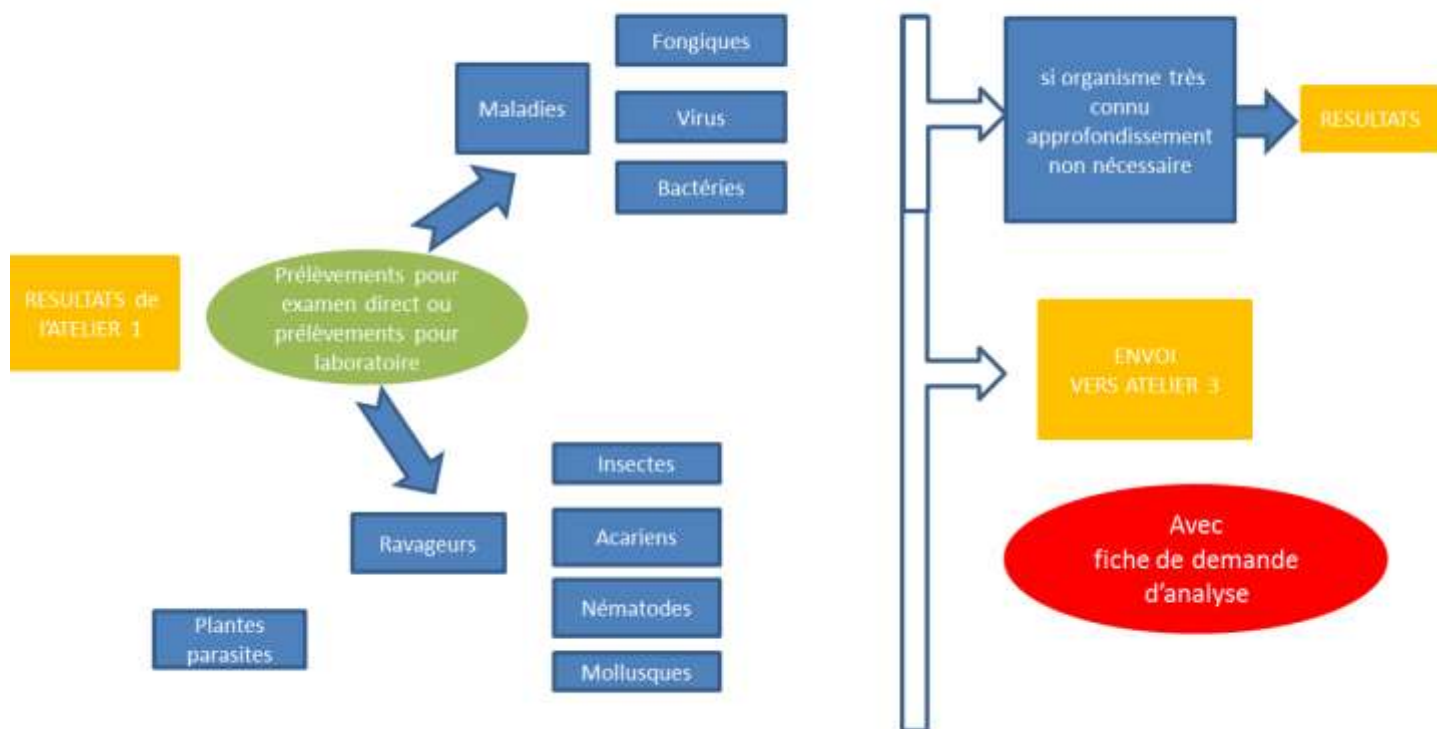 RESULTATS de
l'ATELIER 1
Prélèvements pour
examen direct ou
prélèvements pour
laboratoire
Maladies
Fongiques
Virus
Bactéries
Ravageurs
Insectes
Acariens
Nématodes
Mollusques
Plantes
parasites
si organisme très
connu
approfondissement
non nécessaire
RESULTATS
ENVOI
VERS ATELIER 3
Avec
fiche de demande
d'analyse